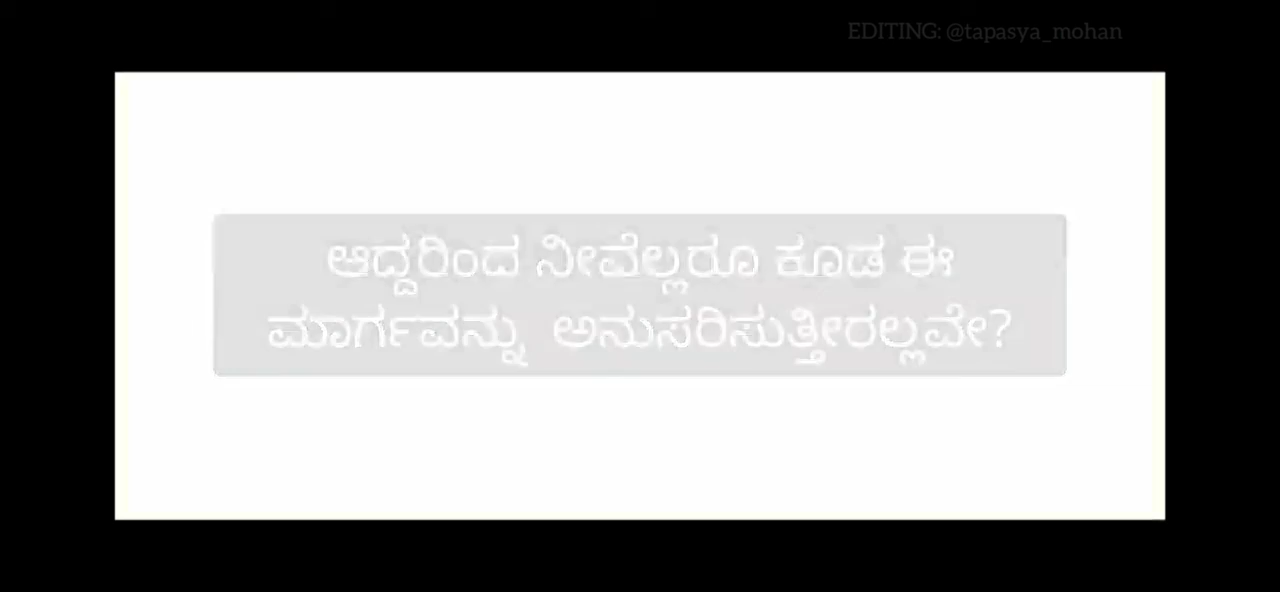 EDITING: @tapasya_mohan
ಆದ್ದರಿಂದ ನೀವೆಲ್ಲರೂ ಕೂಡ ಈ
ಮಾರ್ಗವನ್ನು ಅನುಸರಿಸುತ್ತೀರಲ್ಲವೇ?